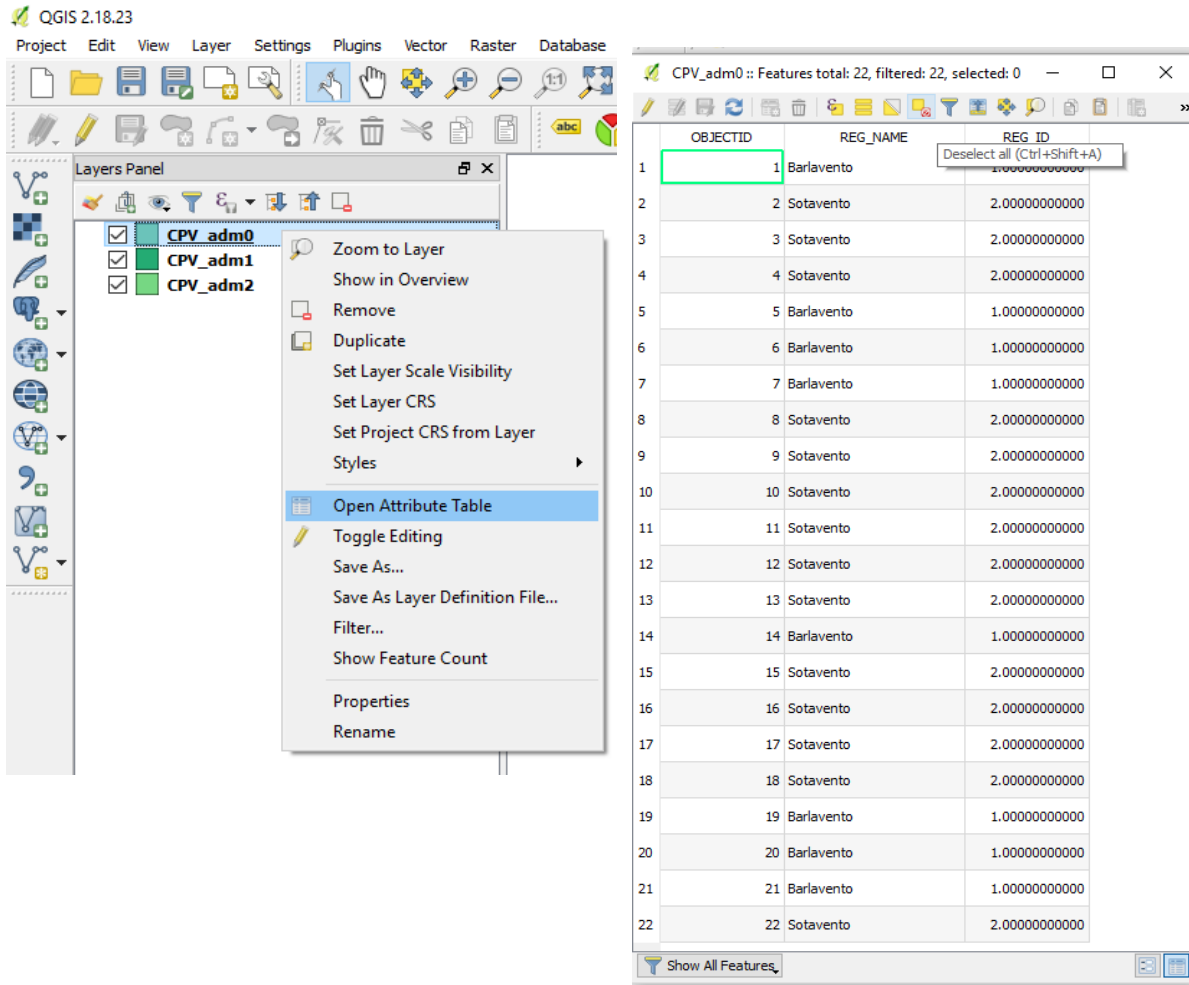 QGIS 2.18.23
Project Edit View Layer Settings Plugins Vector Raster Database
1:1
abc
Layers Panel
CPV_adm0
CPV_adm1
CPV_adm2
Zoom to Layer
Show in Overview
Remove
Duplicate
Set Layer Scale Visibility
Set Layer CRS
Set Project CRS from Layer
Styles
Open Attribute Table
Toggle Editing
Save As...
Save As Layer Definition File...
Filter...
Show Feature Count
Properties
Rename
CPV_adm0 :: Features total: 22, filtered: 22, selected: 0
OBJECTID REG_NAME REG_ID
Deselect all (Ctrl+Shift+A)
1 1 Barlavento 1.00000000000
2 2 Sotavento 2.00000000000
3 3 Sotavento 2.00000000000
4 4 Sotavento 2.00000000000
5 5 Barlavento 1.00000000000
6 6 Barlavento 1.00000000000
7 7 Barlavento 1.00000000000
8 8 Sotavento 2.00000000000
9 9 Sotavento 2.00000000000
10 10 Sotavento 2.00000000000
11 11 Sotavento 2.00000000000
12 12 Sotavento 2.00000000000
13 13 Sotavento 2.00000000000
14 14 Barlavento 1.00000000000
15 15 Sotavento 2.00000000000
16 16 Sotavento 2.00000000000
17 17 Sotavento 2.00000000000
18 18 Sotavento 2.00000000000
19 19 Barlavento 1.00000000000
20 20 Barlavento 1.00000000000
21 21 Barlavento 1.00000000000
22 22 Sotavento 2.00000000000
Show All Features